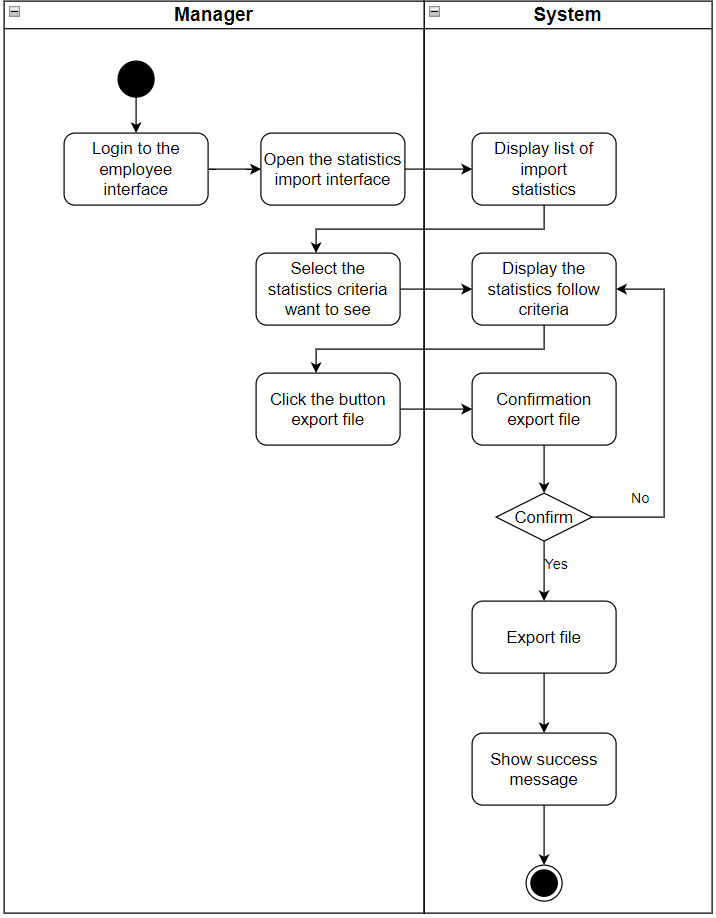 Manager
System
Login to the
employee
interface
Open the statistics
import interface
Display list of
import
statistics
Select the
statistics criteria
want to see
Display the
statistics follow
criteria
Click the button
export file
Confirmation
export file
No
Confirm
Yes
Export file
Show success
message